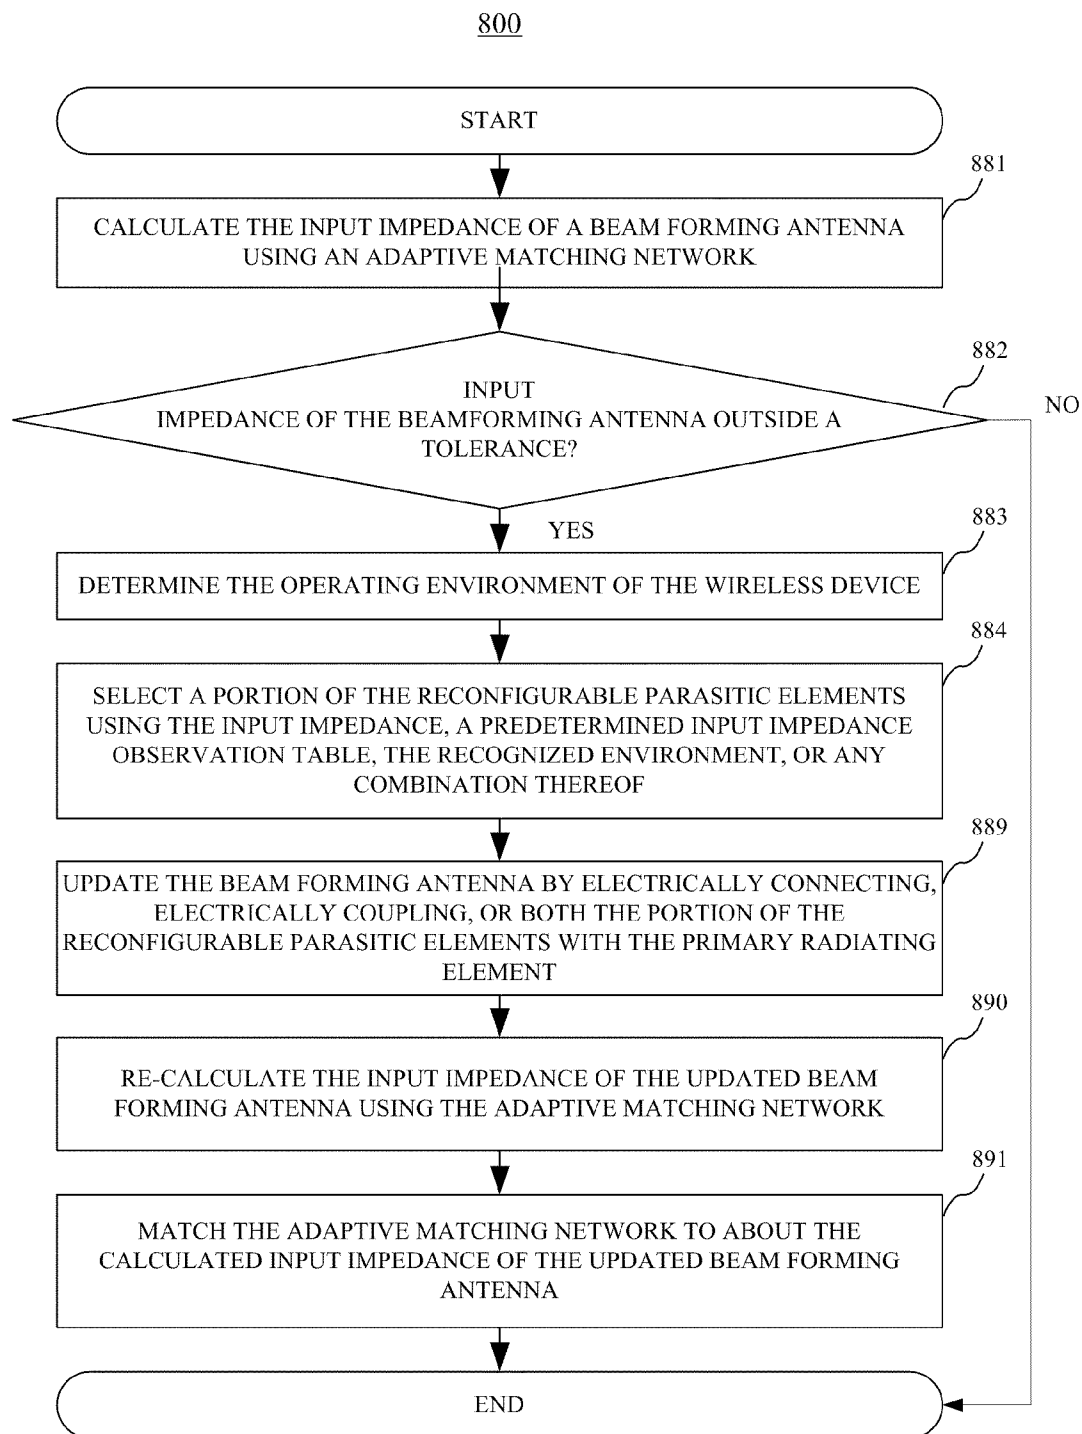 800
START
881
CALCULATE THE INPUT IMPEDANCE OF A BEAM FORMING ANTENNA
USING AN ADAPTIVE MATCHING NETWORK
882
INPUT
IMPEDANCE OF THE BEAMFORMING ANTENNA OUTSIDE A
TOLERANCE?
NO
YES
883
DETERMINE THE OPERATING ENVIRONMENT OF THE WIRELESS DEVICE
884
SELECT A PORTION OF THE RECONFIGURABLE PARASITIC ELEMENTS
USING THE INPUT IMPEDANCE, A PREDETERMINED INPUT IMPEDANCE
OBSERVATION TABLE, THE RECOGNIZED ENVIRONMENT, OR ANY
COMBINATION THEREOF
889
UPDATE THE BEAM FORMING ANTENNA BY ELECTRICALLY CONNECTING,
ELECTRICALLY COUPLING, OR BOTH THE PORTION OF THE
RECONFIGURABLE PARASITIC ELEMENTS WITH THE PRIMARY RADIATING
ELEMENT
890
RE-CALCULATE THE INPUT IMPEDANCE OF THE UPDATED BEAM
FORMING ANTENNA USING THE ADAPTIVE MATCHING NETWORK
891
MATCH THE ADAPTIVE MATCHING NETWORK TO ABOUT THE
CALCULATED INPUT IMPEDANCE OF THE UPDATED BEAM FORMING
ANTENNA
END